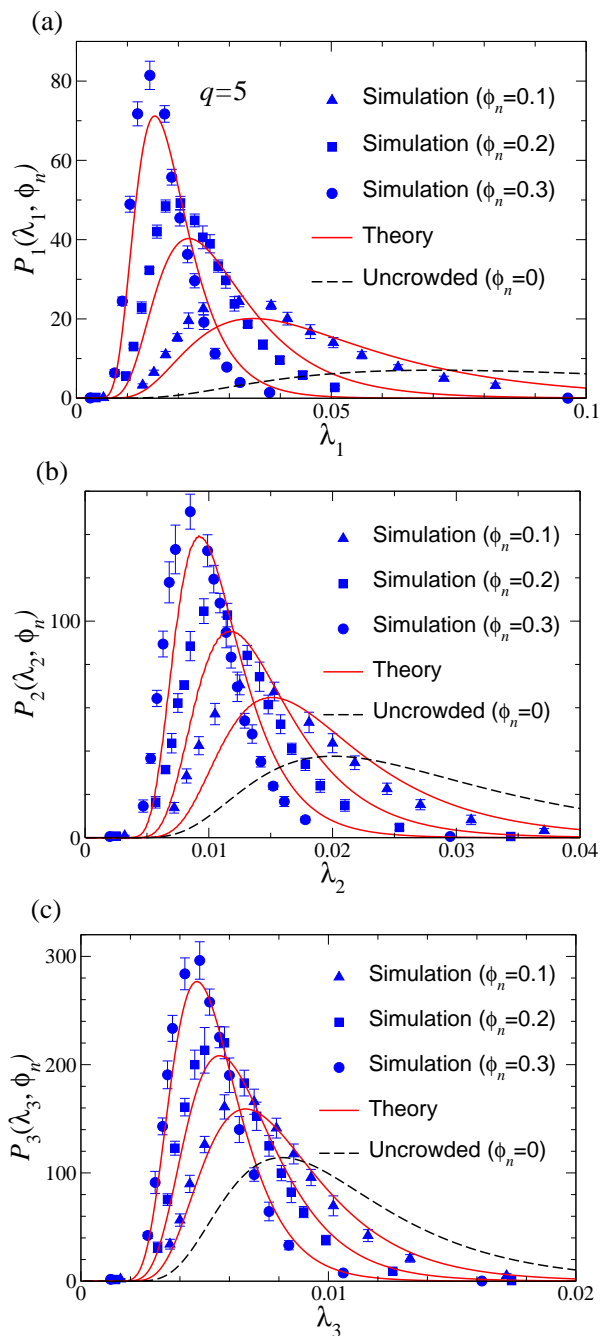 (a)
80
60
40
20
0
P₁(λ₁, ϕₙ)
q=5
Simulation (ϕₙ=0.1)
Simulation (ϕₙ=0.2)
Simulation (ϕₙ=0.3)
Theory
Uncrowded (ϕₙ=0)
0 0.05 0.1
λ₁
(b)
100
0
P₂(λ₂, ϕₙ)
Simulation (ϕₙ=0.1)
Simulation (ϕₙ=0.2)
Simulation (ϕₙ=0.3)
Theory
Uncrowded (ϕₙ=0)
0 0.01 0.02 0.03 0.04
λ₂
(c)
300
200
100
0
P₃(λ₃, ϕₙ)
Simulation (ϕₙ=0.1)
Simulation (ϕₙ=0.2)
Simulation (ϕₙ=0.3)
Theory
Uncrowded (ϕₙ=0)
0 0.01 0.02
λ₃